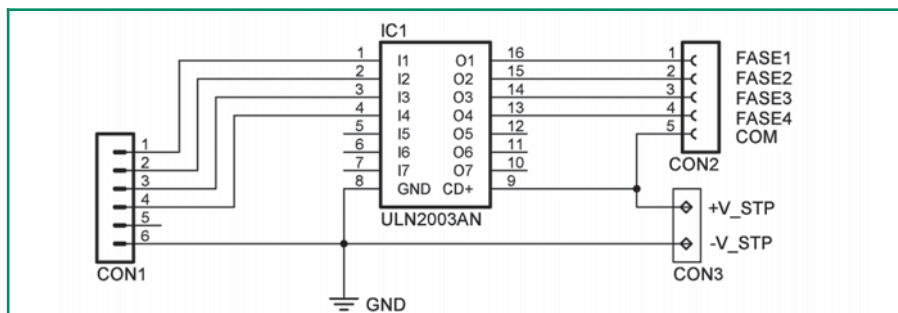 IC1
1 I1 O1 16 1 FASE1
2 I2 O2 15 2 FASE2
3 I3 O3 14 3 FASE3
4 I4 O4 13 4 FASE4
5 I5 O5 12 5 COM
6 I6 O6 11
7 I7 O7 10
8 GND CD+ 9
ULN2003AN
CON2
1
2
3
4
5
6
CON1
+V_STP
-V_STP
CON3
GND